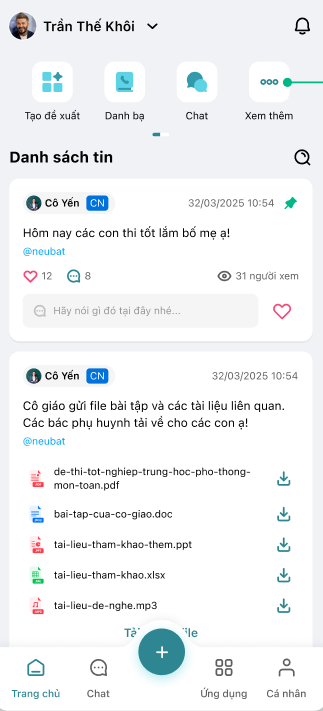 Trần Thế Khôi
Tạo đề xuất
Danh bạ
Chat
Xem thêm
Danh sách tin
Cô Yến CN 32/03/2025 10:54
Hôm nay các con thi tốt lắm bố mẹ ạ!
@neubat
12 8 31 người xem
Hãy nói gì đó tại đây nhé...
Cô Yến CN 32/03/2025 10:54
Cô giáo gửi file bài tập và các tài liệu liên quan.
Các bác phụ huynh tải về cho các con ạ!
@neubat
de-thi-tot-nghiep-trung-hoc-pho-thong-
mon-toan.pdf
bai-tap-cua-co-giao.doc
tai-lieu-tham-khao-them.ppt
tai-lieu-tham-khao.xlsx
tai-lieu-de-nghe.mp3
file
Trang chủ
Chat
Ứng dụng
Cá nhân